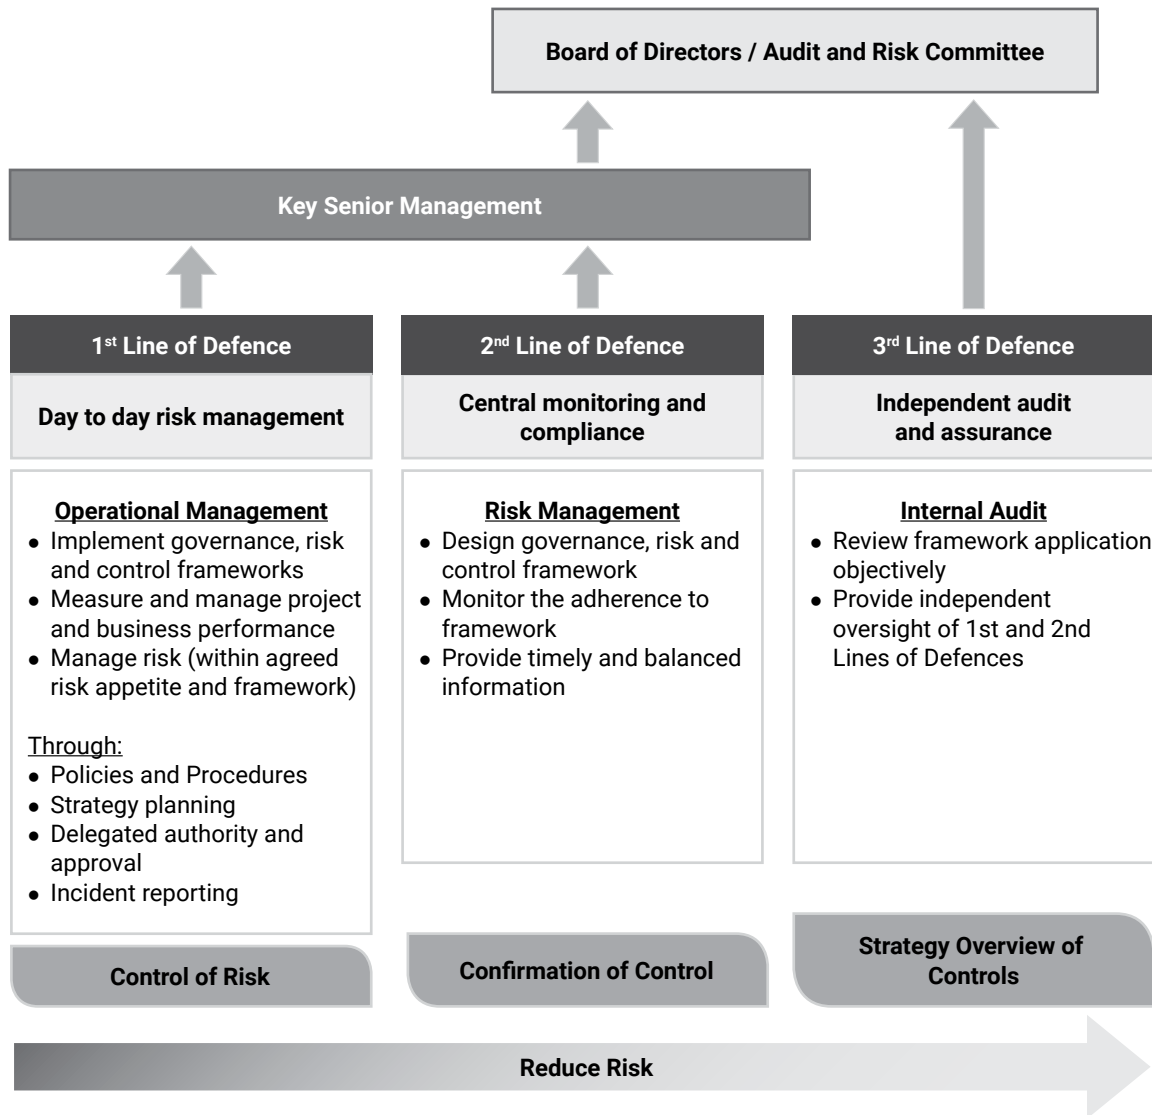 Board of Directors / Audit and Risk Committee
Key Senior Management
1st Line of Defence
Day to day risk management
Operational Management
● Implement governance, risk
and control frameworks
● Measure and manage project
and business performance
● Manage risk (within agreed
risk appetite and framework)
Through:
● Policies and Procedures
● Strategy planning
● Delegated authority and
approval
● Incident reporting
Control of Risk
2nd Line of Defence
Central monitoring and
compliance
Risk Management
● Design governance, risk and
control framework
● Monitor the adherence to
framework
● Provide timely and balanced
information
Confirmation of Control
3rd Line of Defence
Independent audit
and assurance
Internal Audit
● Review framework application
objectively
● Provide independent
oversight of 1st and 2nd
Lines of Defences
Strategy Overview of
Controls
Reduce Risk